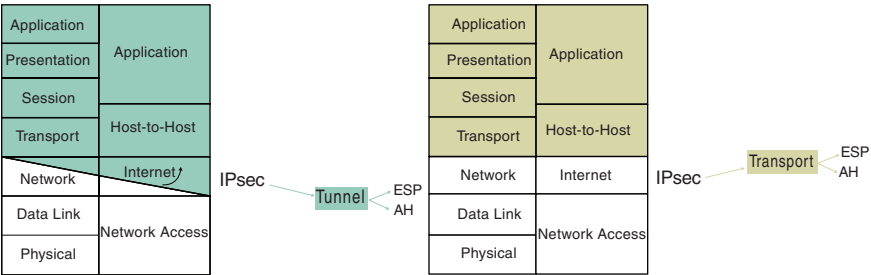 Application
Presentation
Session
Transport
Network
Data Link
Physical
Application
Host-to-Host
Internet
Network Access
IPsec
Tunnel
ESP
AH
Application
Presentation
Session
Transport
Network
Data Link
Physical
Application
Host-to-Host
Internet
Network Access
IPsec
Transport
ESP
AH